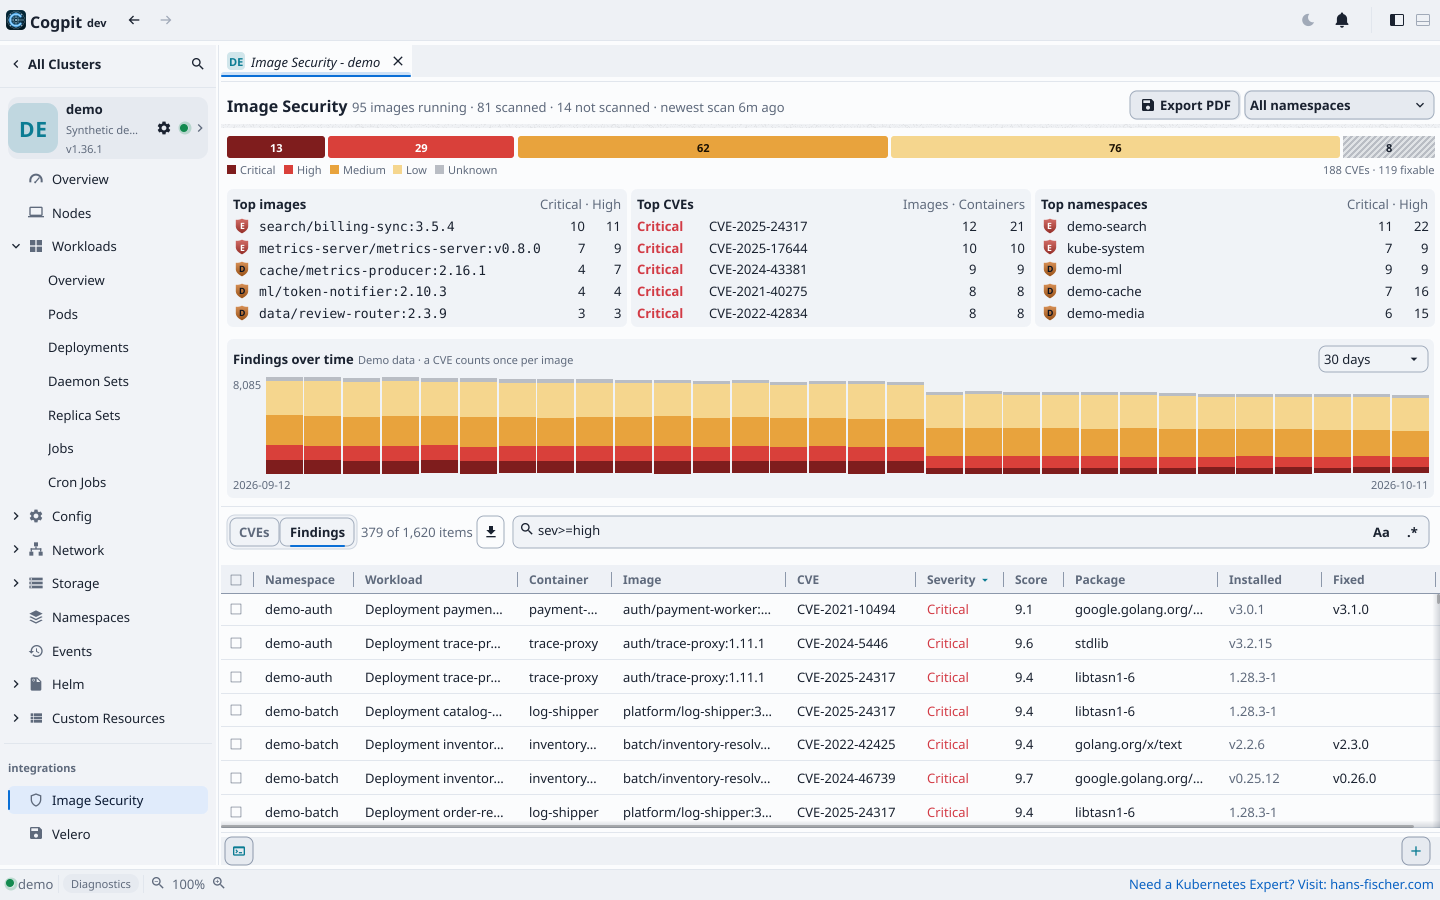 Cogpit dev
All Clusters
DE
demo
Synthetic de...
v1.36.1
Overview
Nodes
Workloads
Overview
Pods
Deployments
Daemon Sets
Replica Sets
Jobs
Cron Jobs
Config
Network
Storage
Namespaces
Events
Helm
Custom Resources
integrations
Image Security
Velero
DE Image Security - demo
Image Security 95 images running · 81 scanned · 14 not scanned · newest scan 6m ago
Export PDF
All namespaces
13 29 62 76 8
Critical High Medium Low Unknown
188 CVEs · 119 fixable
Top images Critical · High
E search/billing-sync:3.5.4 10 11
E metrics-server/metrics-server:v0.8.0 7 9
D cache/metrics-producer:2.16.1 4 7
D ml/token-notifier:2.10.3 4 4
D data/review-router:2.3.9 3 3
Top CVEs Images · Containers
Critical CVE-2025-24317 12 21
Critical CVE-2025-17644 10 10
Critical CVE-2024-43381 9 9
Critical CVE-2021-40275 8 8
Critical CVE-2022-42834 8 8
Top namespaces Critical · High
E demo-search 11 22
E kube-system 7 9
D demo-ml 9 9
D demo-cache 7 16
D demo-media 6 15
Findings over time Demo data · a CVE counts once per image
30 days
8,085
2026-09-12 2026-10-11
CVEs Findings 379 of 1,620 items
sev>=high
Aa .*
Namespace Workload Container Image CVE Severity Score Package Installed Fixed
demo-auth Deployment paymen... payment-... auth/payment-worker:... CVE-2021-10494 Critical 9.1 google.golang.org/... v3.0.1 v3.1.0
demo-auth Deployment trace-pr... trace-proxy auth/trace-proxy:1.11.1 CVE-2024-5446 Critical 9.6 stdlib v3.2.15
demo-auth Deployment trace-pr... trace-proxy auth/trace-proxy:1.11.1 CVE-2025-24317 Critical 9.4 libtasn1-6 1.28.3-1
demo-batch Deployment catalog-... log-shipper platform/log-shipper:3... CVE-2025-24317 Critical 9.4 libtasn1-6 1.28.3-1
demo-batch Deployment inventor... inventory... batch/inventory-resolv... CVE-2022-42425 Critical 9.4 golang.org/x/text v2.2.6 v2.3.0
demo-batch Deployment inventor... inventory... batch/inventory-resolv... CVE-2024-46739 Critical 9.7 google.golang.org/... v0.25.12 v0.26.0
demo-batch Deployment order-re... log-shipper platform/log-shipper:3... CVE-2025-24317 Critical 9.4 libtasn1-6 1.28.3-1
demo
Diagnostics
100%
Need a Kubernetes Expert? Visit: hans-fischer.com